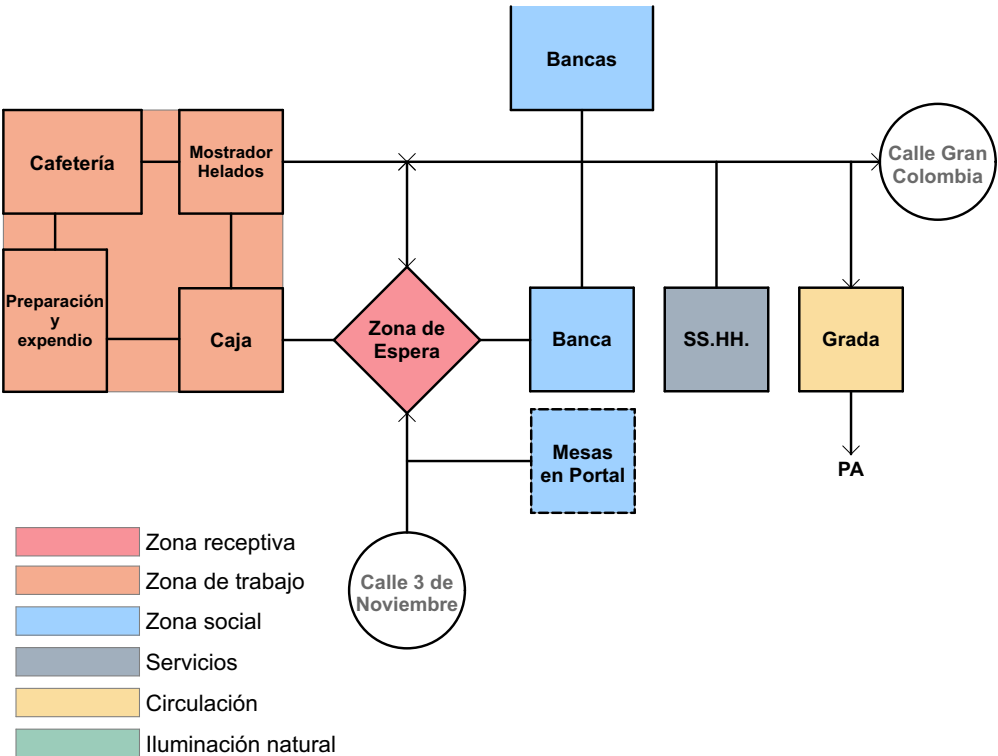 Bancas
Cafetería
Mostrador
Helados
Calle Gran
Colombia
Preparación
y
expendio
Caja
Zona de
Espera
Banca
SS.HH.
Grada
Mesas
en Portal
PA
Calle 3 de
Noviembre
Zona receptiva
Zona de trabajo
Zona social
Servicios
Circulación
Iluminación natural